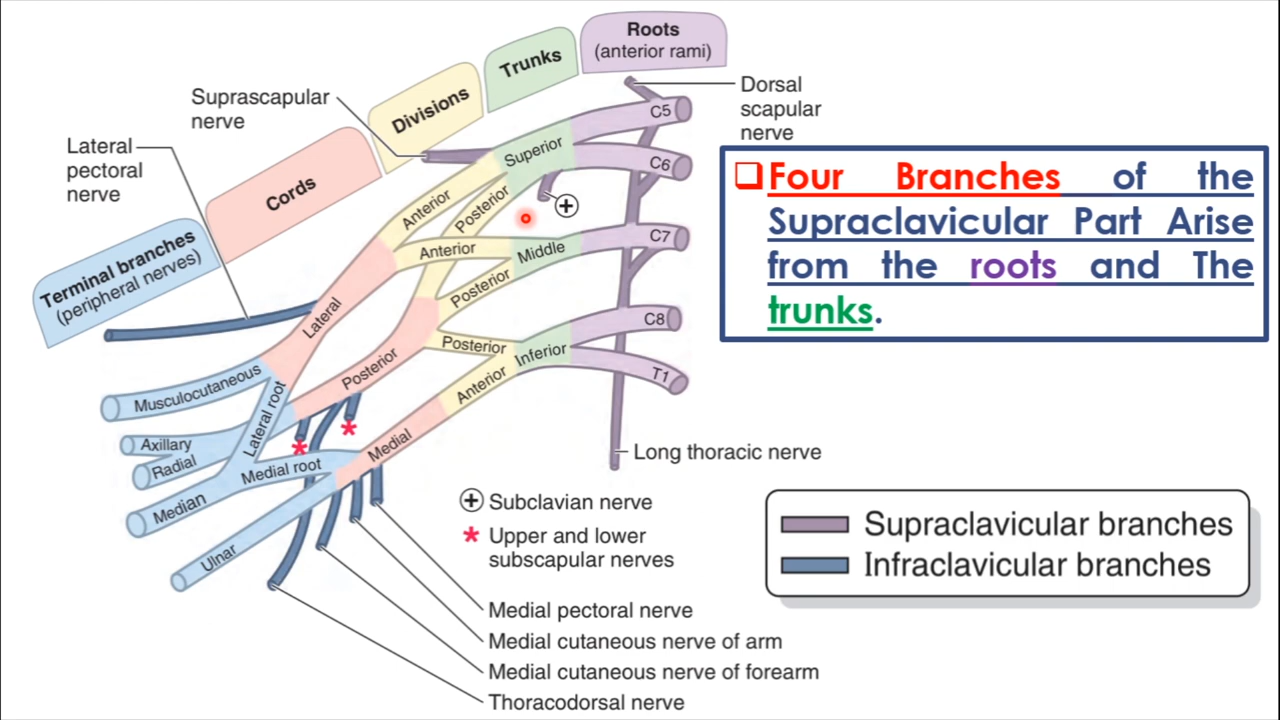 Roots
(anterior rami)
Trunks
Divisions
Cords
Terminal branches
(peripheral nerves)
Suprascapular
nerve
Lateral
pectoral
nerve
Dorsal
scapular
nerve
C5
C6
C7
C8
T1
Superior
Middle
Inferior
Anterior
Posterior
Anterior
Posterior
Posterior
Anterior
Lateral
Posterior
Medial
Musculocutaneous
Lateral root
Axillary
Radial
Medial root
Median
Ulnar
Long thoracic nerve
+
+ Subclavian nerve
* Upper and lower
subscapular nerves
*
*
Medial pectoral nerve
Medial cutaneous nerve of arm
Medial cutaneous nerve of forearm
Thoracodorsal nerve
❑Four Branches of the
Supraclavicular Part Arise
from the roots and The
trunks.
Supraclavicular branches
Infraclavicular branches